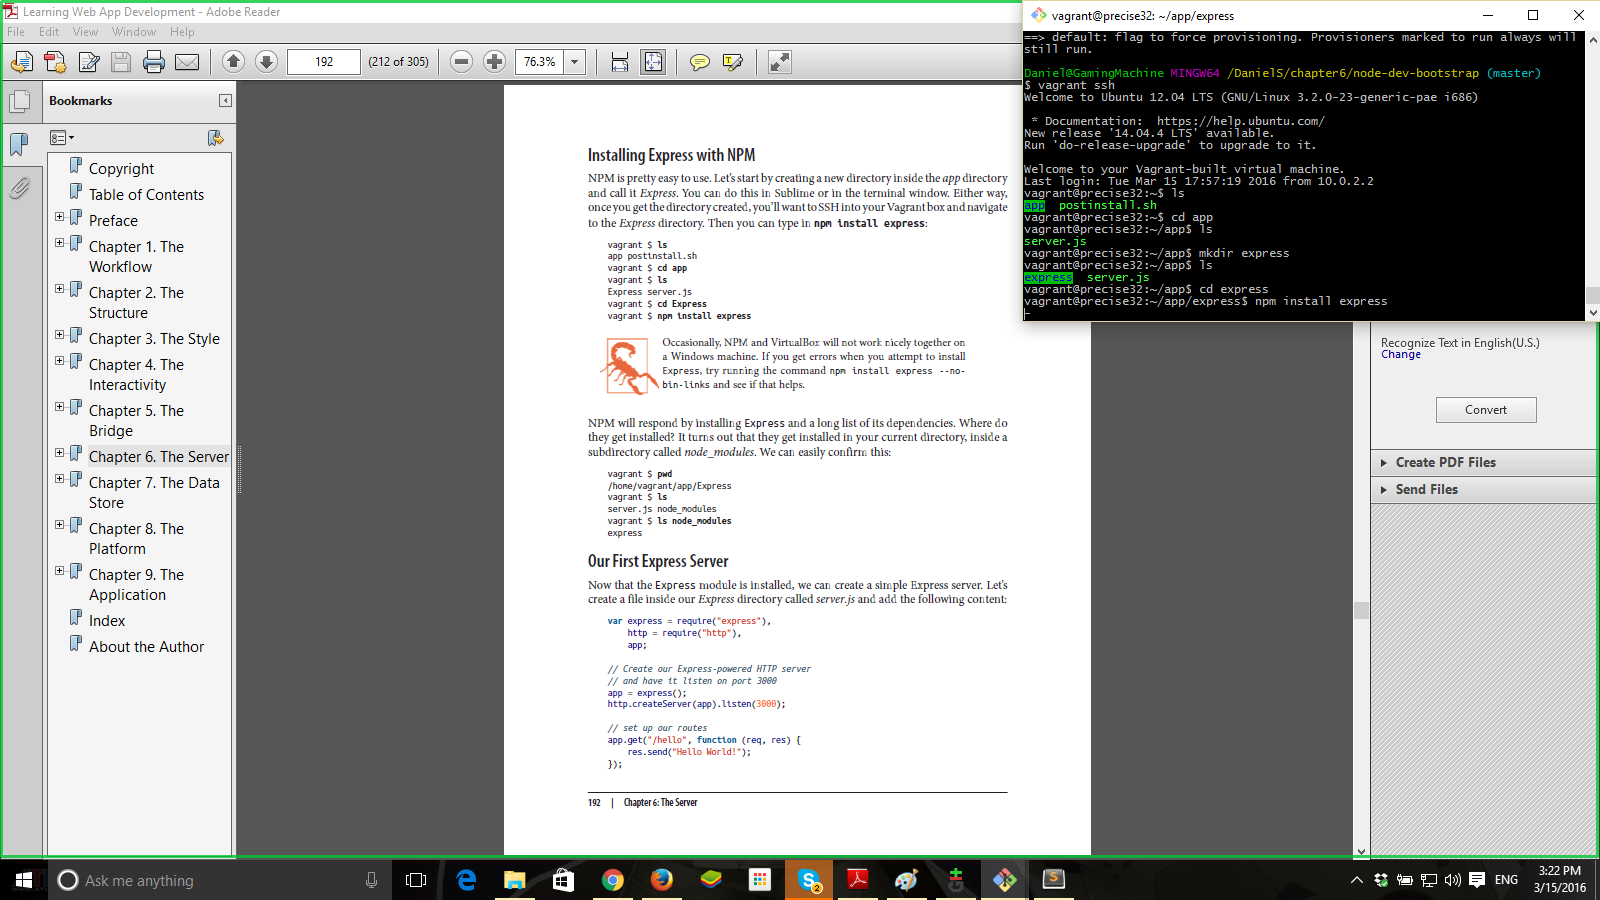 Learning Web App Development - Adobe Reader
File Edit View Window Help
192 (212 of 305) 76.3%
Bookmarks
Copyright
Table of Contents
Preface
Chapter 1. The
Workflow
Chapter 2. The
Structure
Chapter 3. The Style
Chapter 4. The
Interactivity
Chapter 5. The
Bridge
Chapter 6. The Server
Chapter 7. The Data
Store
Chapter 8. The
Platform
Chapter 9. The
Application
Index
About the Author
Installing Express with NPM
NPM is pretty easy to use. Let's start by creating a new directory inside the app directory
and call it Express. You can do this in Sublime or in the terminal window. Either way,
once you get the directory created, you'll want to SSH into your Vagrant box and navigate
to the Express directory. Then you can type in npm install express:
vagrant $ ls
app postinstall.sh
vagrant $ cd app
vagrant $ ls
Express server.js
vagrant $ cd Express
vagrant $ npm install express
Occasionally, NPM and VirtualBox will not work nicely together on
a Windows machine. If you get errors when you attempt to install
Express, try running the command npm install express --no-
bin-links and see if that helps.
NPM will respond by installing Express and a long list of its dependencies. Where do
they get installed? It turns out that they get installed in your current directory, inside a
subdirectory called node_modules. We can easily confirm this:
vagrant $ pwd
/home/vagrant/app/Express
vagrant $ ls
server.js node_modules
vagrant $ ls node_modules
express
Our First Express Server
Now that the Express module is installed, we can create a simple Express server. Let's
create a file inside our Express directory called server.js and add the following content:
var express = require("express"),
http = require("http"),
app;
// Create our Express-powered HTTP server
// and have it listen on port 3000
app = express();
http.createServer(app).listen(3000);
// set up our routes
app.get("/hello", function (req, res) {
res.send("Hello World!");
});
192 | Chapter 6: The Server
vagrant@precise32: ~/app/express
==> default: flag to force provisioning. Provisioners marked to run always will
still run.
Daniel@GamingMachine MINGW64 /DanielS/chapter6/node-dev-bootstrap (master)
$ vagrant ssh
Welcome to Ubuntu 12.04 LTS (GNU/Linux 3.2.0-23-generic-pae i686)
* Documentation: https://help.ubuntu.com/
New release '14.04.4 LTS' available.
Run 'do-release-upgrade' to upgrade to it.
Welcome to your Vagrant-built virtual machine.
Last login: Tue Mar 15 17:57:19 2016 from 10.0.2.2
vagrant@precise32:~$ ls
app postinstall.sh
vagrant@precise32:~$ cd app
vagrant@precise32:~/app$ ls
server.js
vagrant@precise32:~/app$ mkdir express
vagrant@precise32:~/app$ ls
express server.js
vagrant@precise32:~/app$ cd express
vagrant@precise32:~/app/express$ npm install express
-
Recognize Text in English(U.S.)
Change
Convert
Create PDF Files
Send Files
Ask me anything
2
ENG
3:22 PM
3/15/2016